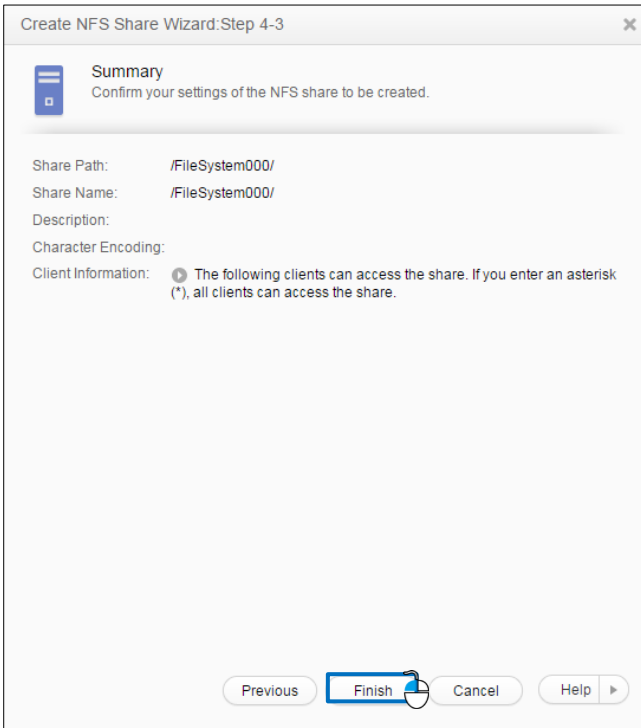 Create NFS Share Wizard:Step 4-3
Summary
Confirm your settings of the NFS share to be created.
Share Path: /FileSystem000/
Share Name: /FileSystem000/
Description:
Character Encoding:
Client Information: The following clients can access the share. If you enter an asterisk
(*), all clients can access the share.
Previous Finish Cancel Help